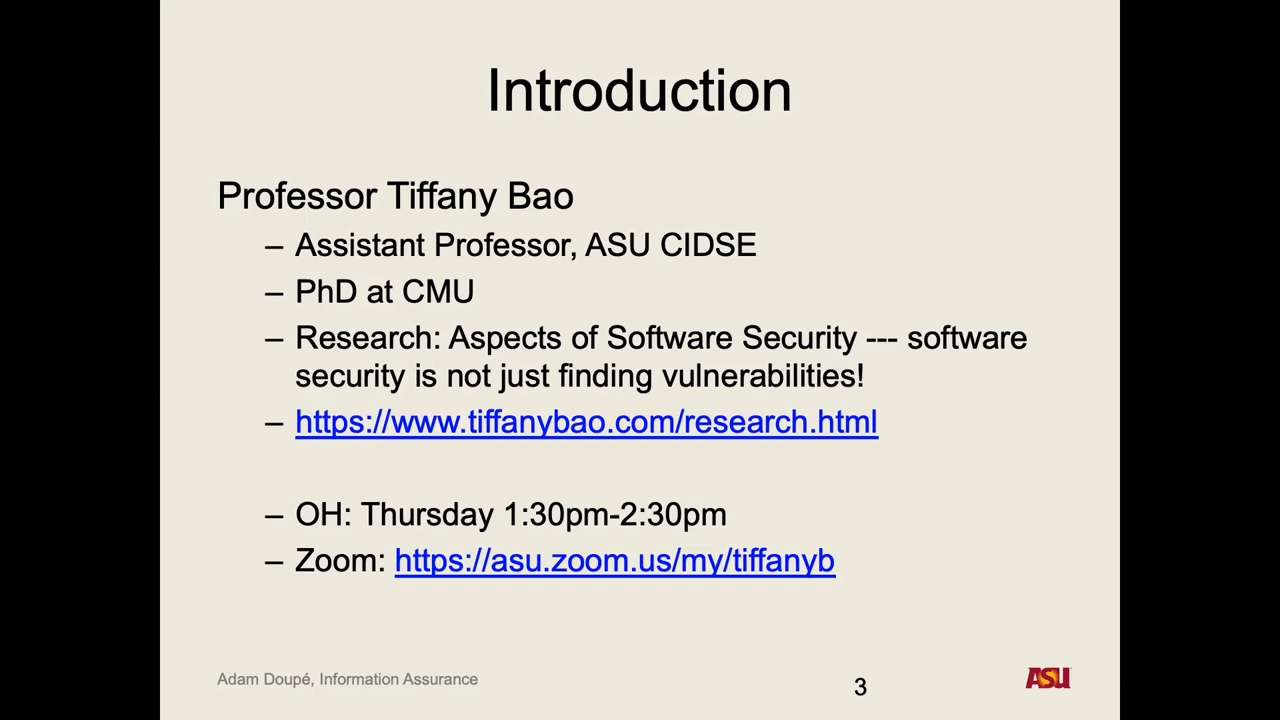 Introduction
Professor Tiffany Bao
– Assistant Professor, ASU CIDSE
– PhD at CMU
– Research: Aspects of Software Security --- software
security is not just finding vulnerabilities!
– https://www.tiffanybao.com/research.html
– OH: Thursday 1:30pm-2:30pm
– Zoom: https://asu.zoom.us/my/tiffanyb
Adam Doupé, Information Assurance
3
ASU